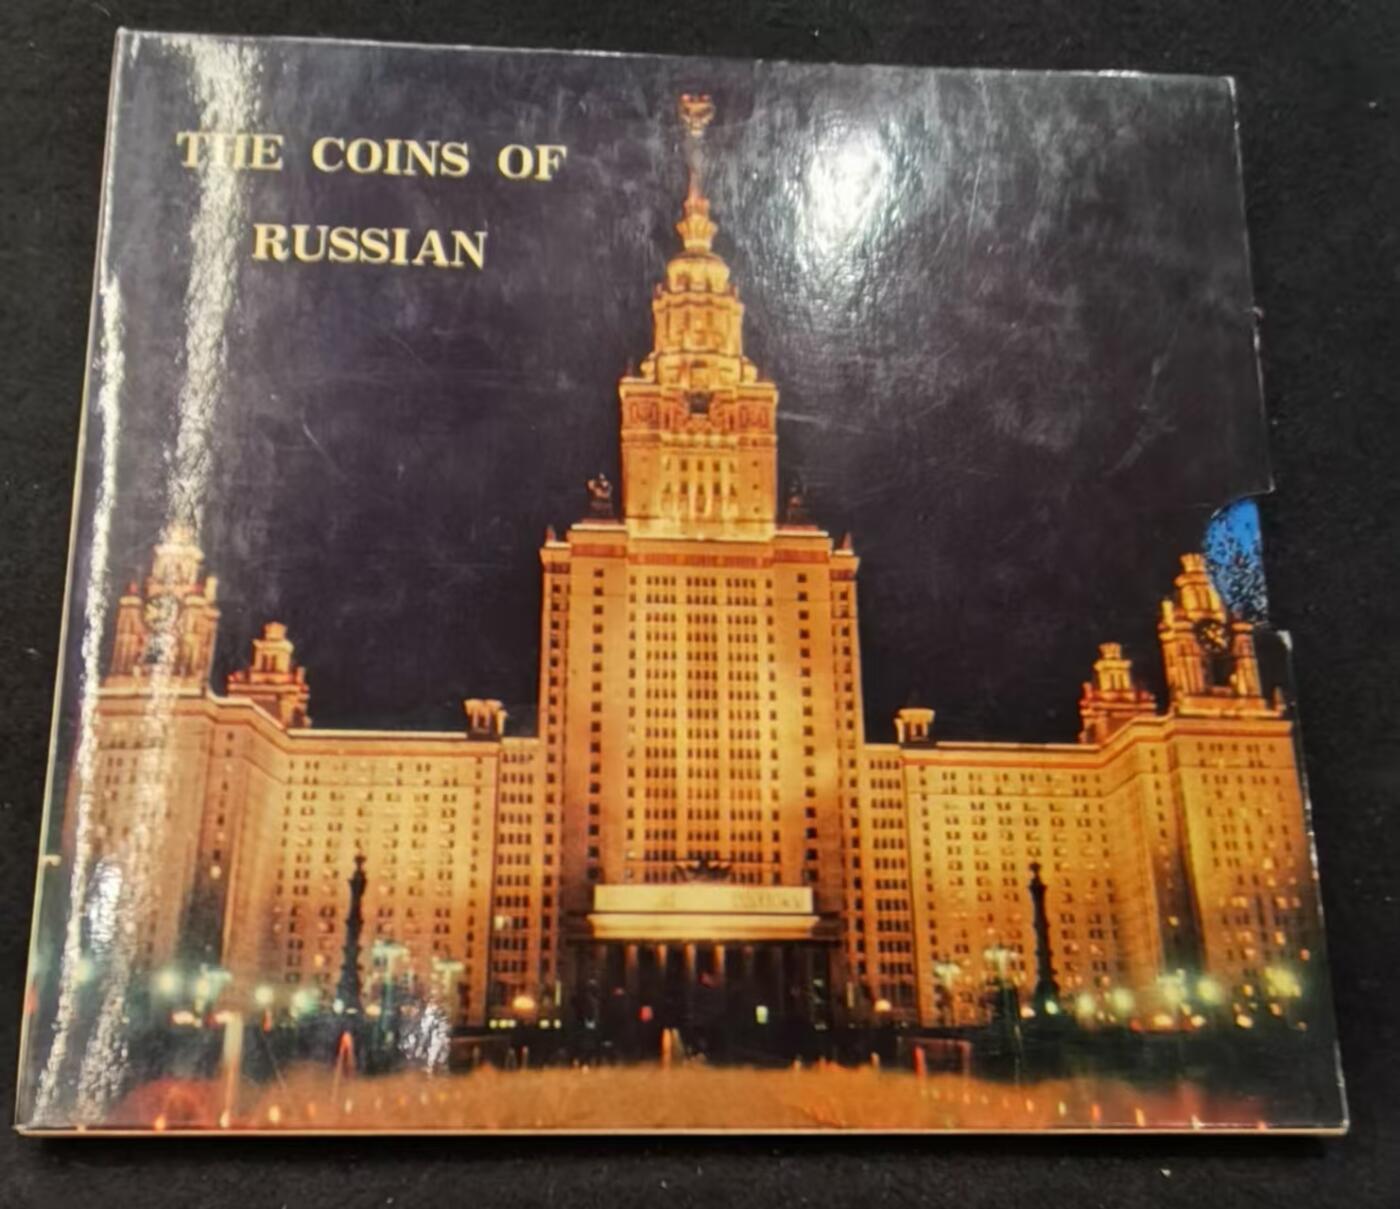 THE COINS OF
RUSSIAN